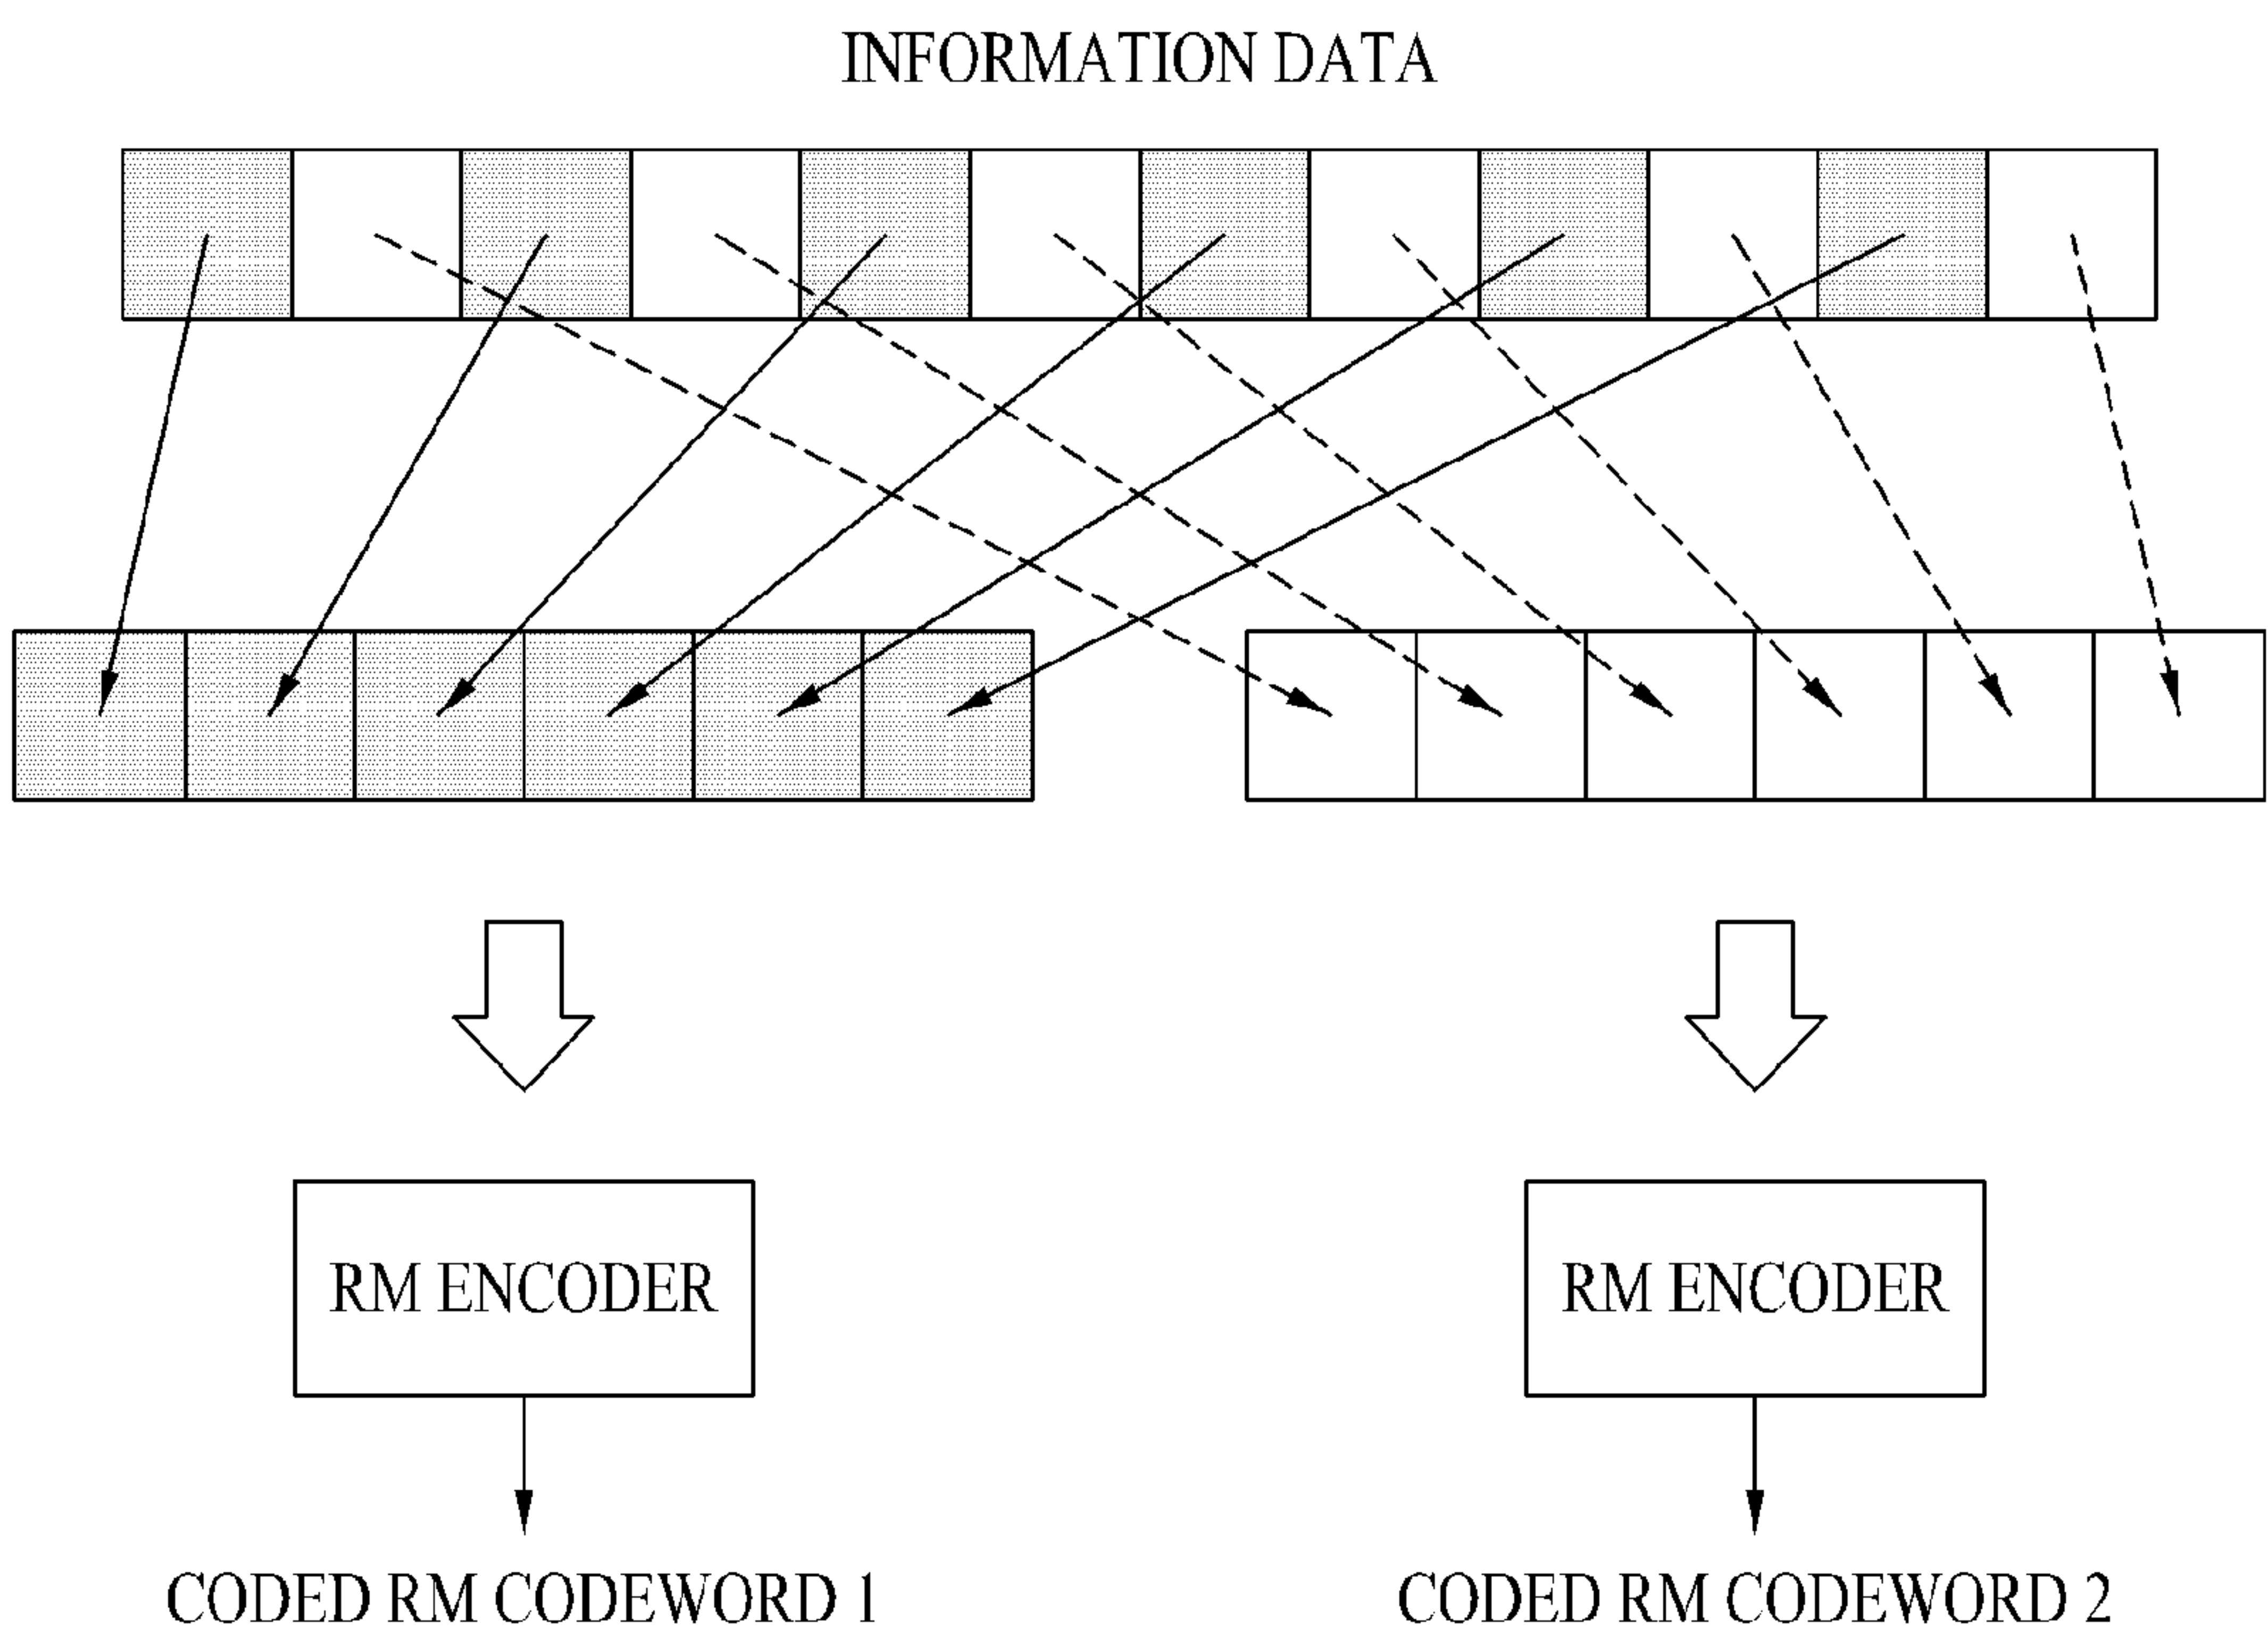 INFORMATION DATA
RM ENCODER
RM ENCODER
CODED RM CODEWORD 1
CODED RM CODEWORD 2